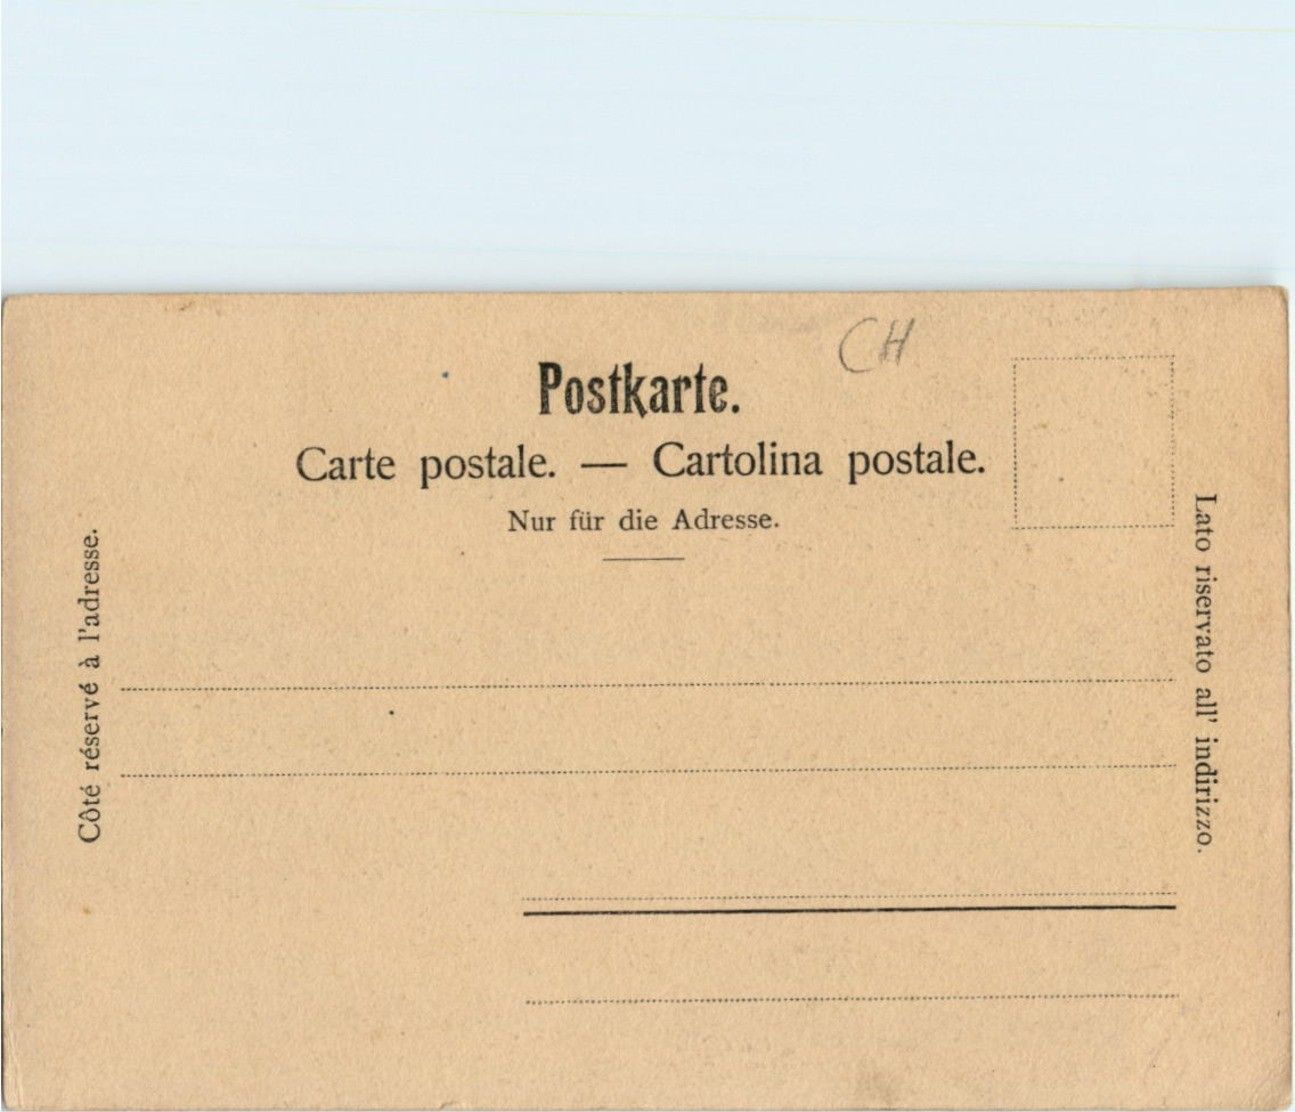 CH
Postkarte.
Carte postale. — Cartolina postale.
Nur für die Adresse.
Côté réservé à l'adresse.
Lato riservato all' indirizzo.